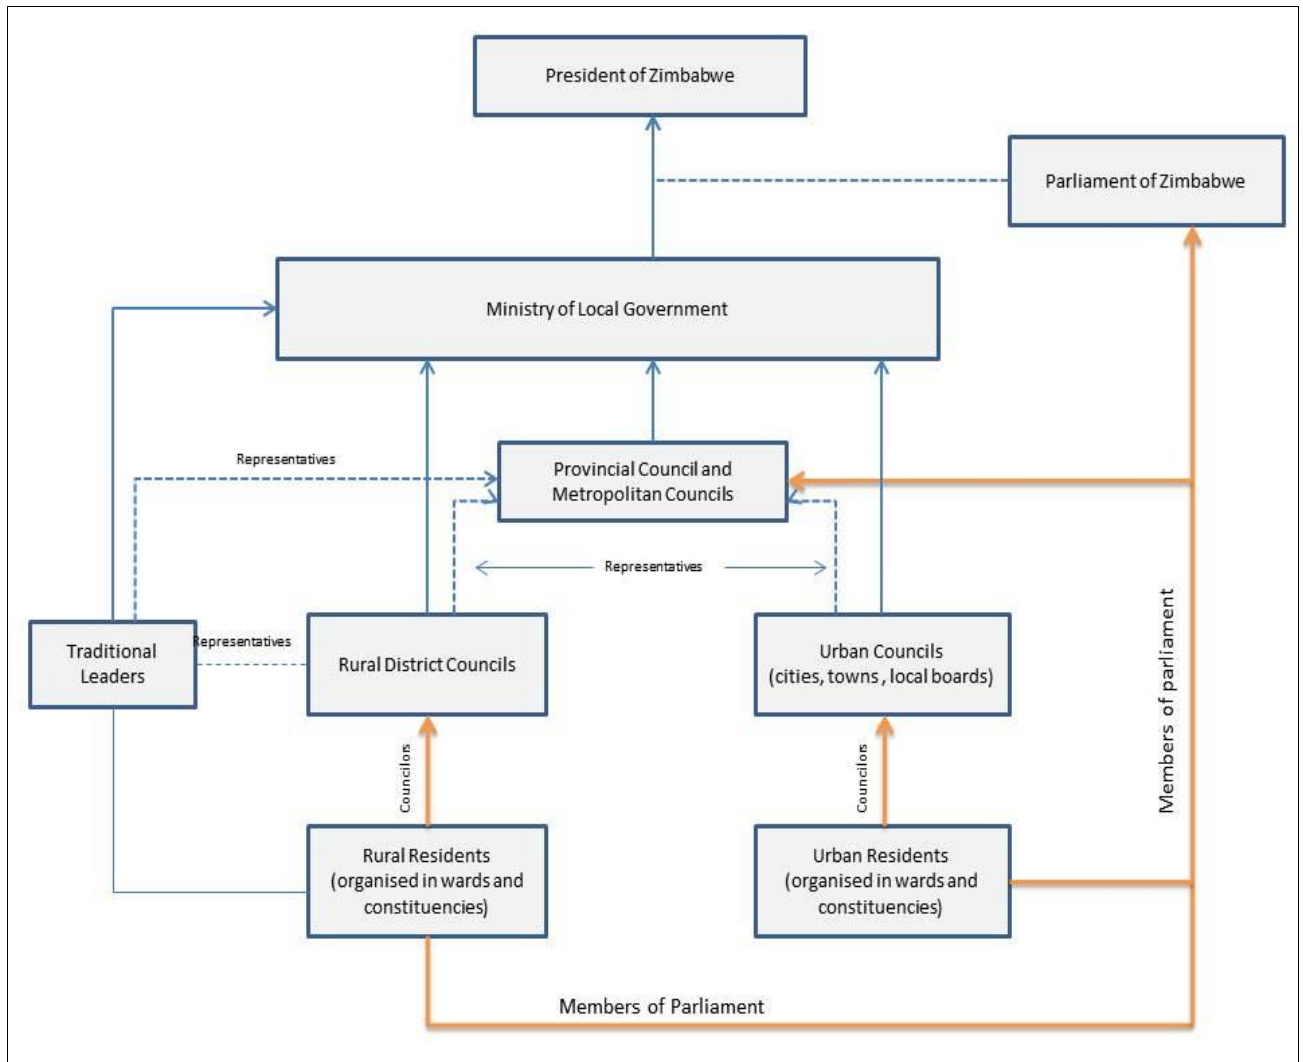 President of Zimbabwe
Parliament of Zimbabwe
Ministry of Local Government
Representatives
Provincial Council and
Metropolitan Councils
Representatives
Traditional
Leaders
Representatives
Rural District Councils
Urban Councils
(cities, towns , local boards)
Members of parliament
Councilors
Councilors
Rural Residents
(organised in wards and
constituencies)
Urban Residents
(organised in wards and
constituencies)
Members of Parliament